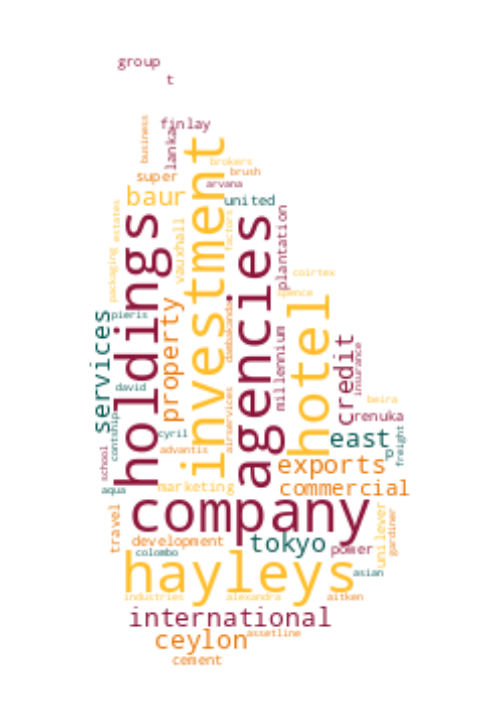 group
t
business
finlay
lanka
investment
brokers
super
brush
arvana
baur
united
estates
holdings
vauxhall
factors
agencies
plantation
packaging
coirtex
spence
hotel
services
pieris
property
dambakanda
millennium
credit
insurance
david
airservices
contship
cyril
beira
renuka
east
p
freight
school
advantis
exports
aqua
marketing
commercial
company
travel
development
colombo
tokyo
power
unilever
gardiner
hayleys
asian
industries
alexandra
aitken
international
ceylon
assetline
cement